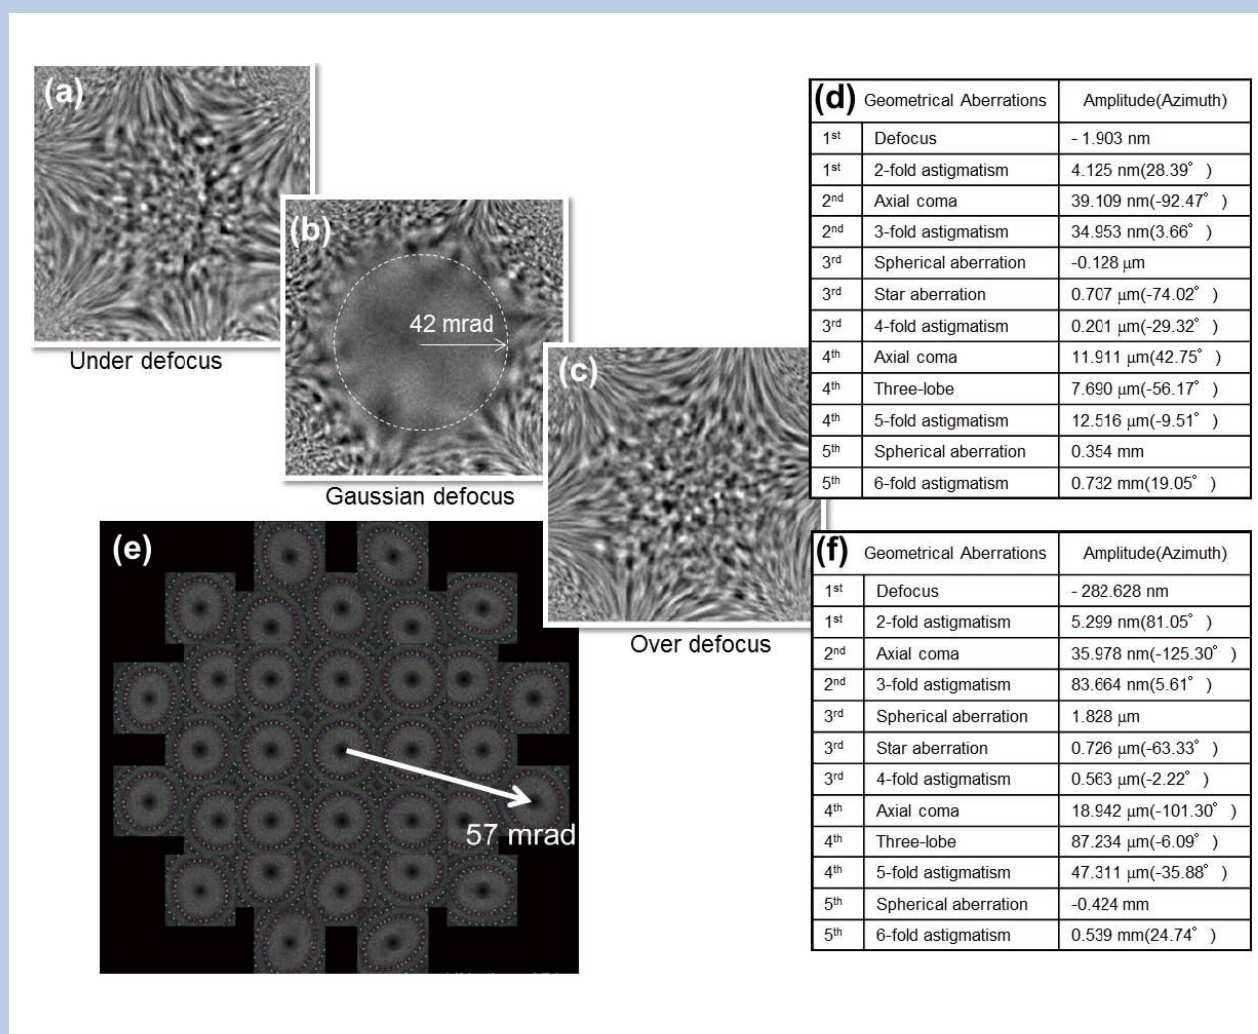 (a)
Under defocus
(b)
42 mrad
Gaussian defocus
(c)
Over defocus
(d) Geometrical Aberrations Amplitude(Azimuth)
1st Defocus - 1.903 nm
1st 2-fold astigmatism 4.125 nm(28.39° )
2nd Axial coma 39.109 nm(-92.47° )
2nd 3-fold astigmatism 34.953 nm(3.66° )
3rd Spherical aberration -0.128 μm
3rd Star aberration 0.707 μm(-74.02° )
3rd 4-fold astigmatism 0.201 μm(-29.32° )
4th Axial coma 11.911 μm(42.75° )
4th Three-lobe 7.690 μm(-56.17° )
4th 5-fold astigmatism 12.516 μm(-9.51° )
5th Spherical aberration 0.354 mm
5th 6-fold astigmatism 0.732 mm(19.05° )
(e)
57 mrad
(f) Geometrical Aberrations Amplitude(Azimuth)
1st Defocus - 282.628 nm
1st 2-fold astigmatism 5.299 nm(81.05° )
2nd Axial coma 35.978 nm(-125.30° )
2nd 3-fold astigmatism 83.664 nm(5.61° )
3rd Spherical aberration 1.828 μm
3rd Star aberration 0.726 μm(-63.33° )
3rd 4-fold astigmatism 0.563 μm(-2.22° )
4th Axial coma 18.942 μm(-101.30° )
4th Three-lobe 87.234 μm(-6.09° )
4th 5-fold astigmatism 47.311 μm(-35.88° )
5th Spherical aberration -0.424 mm
5th 6-fold astigmatism 0.539 mm(24.74° )